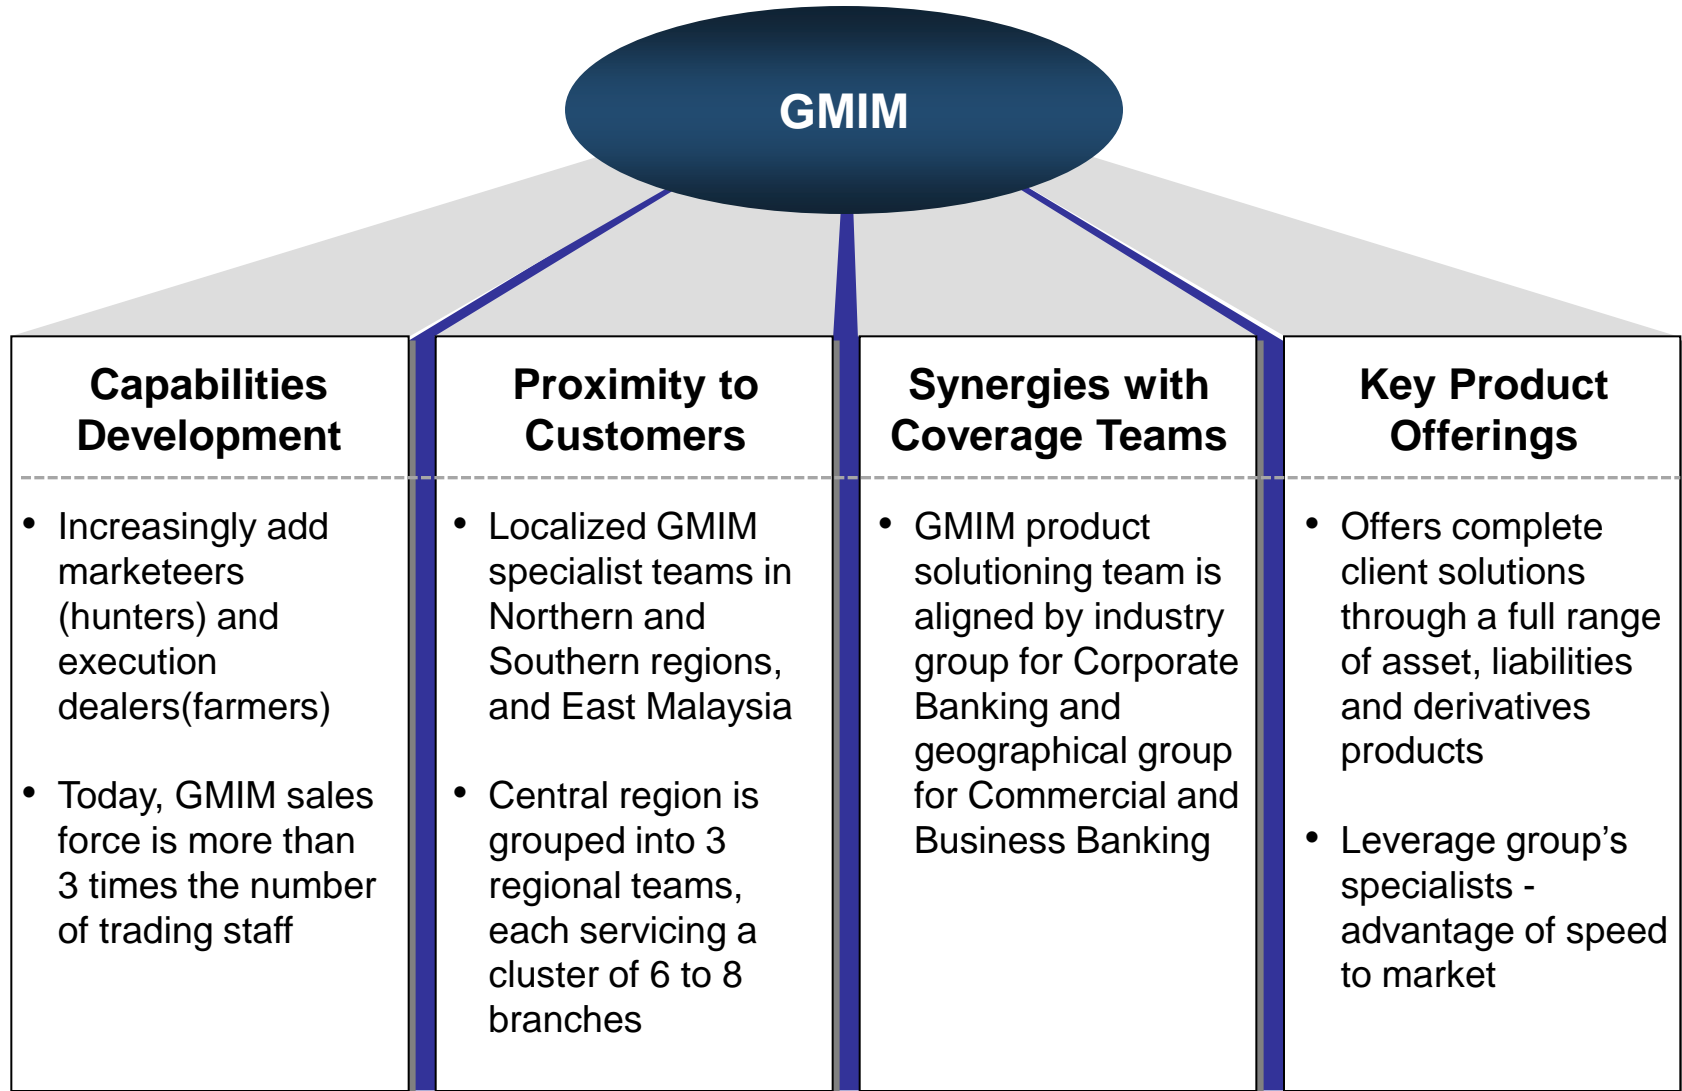 GMIM
Capabilities
Development
• Increasingly add
marketeers
(hunters) and
execution
dealers(farmers)
• Today, GMIM sales
force is more than
3 times the number
of trading staff
Proximity to
Customers
• Localized GMIM
specialist teams in
Northern and
Southern regions,
and East Malaysia
• Central region is
grouped into 3
regional teams,
each servicing a
cluster of 6 to 8
branches
Synergies with
Coverage Teams
• GMIM product
solutioning team is
aligned by industry
group for Corporate
Banking and
geographical group
for Commercial and
Business Banking
Key Product
Offerings
• Offers complete
client solutions
through a full range
of asset, liabilities
and derivatives
products
• Leverage group’s
specialists -
advantage of speed
to market